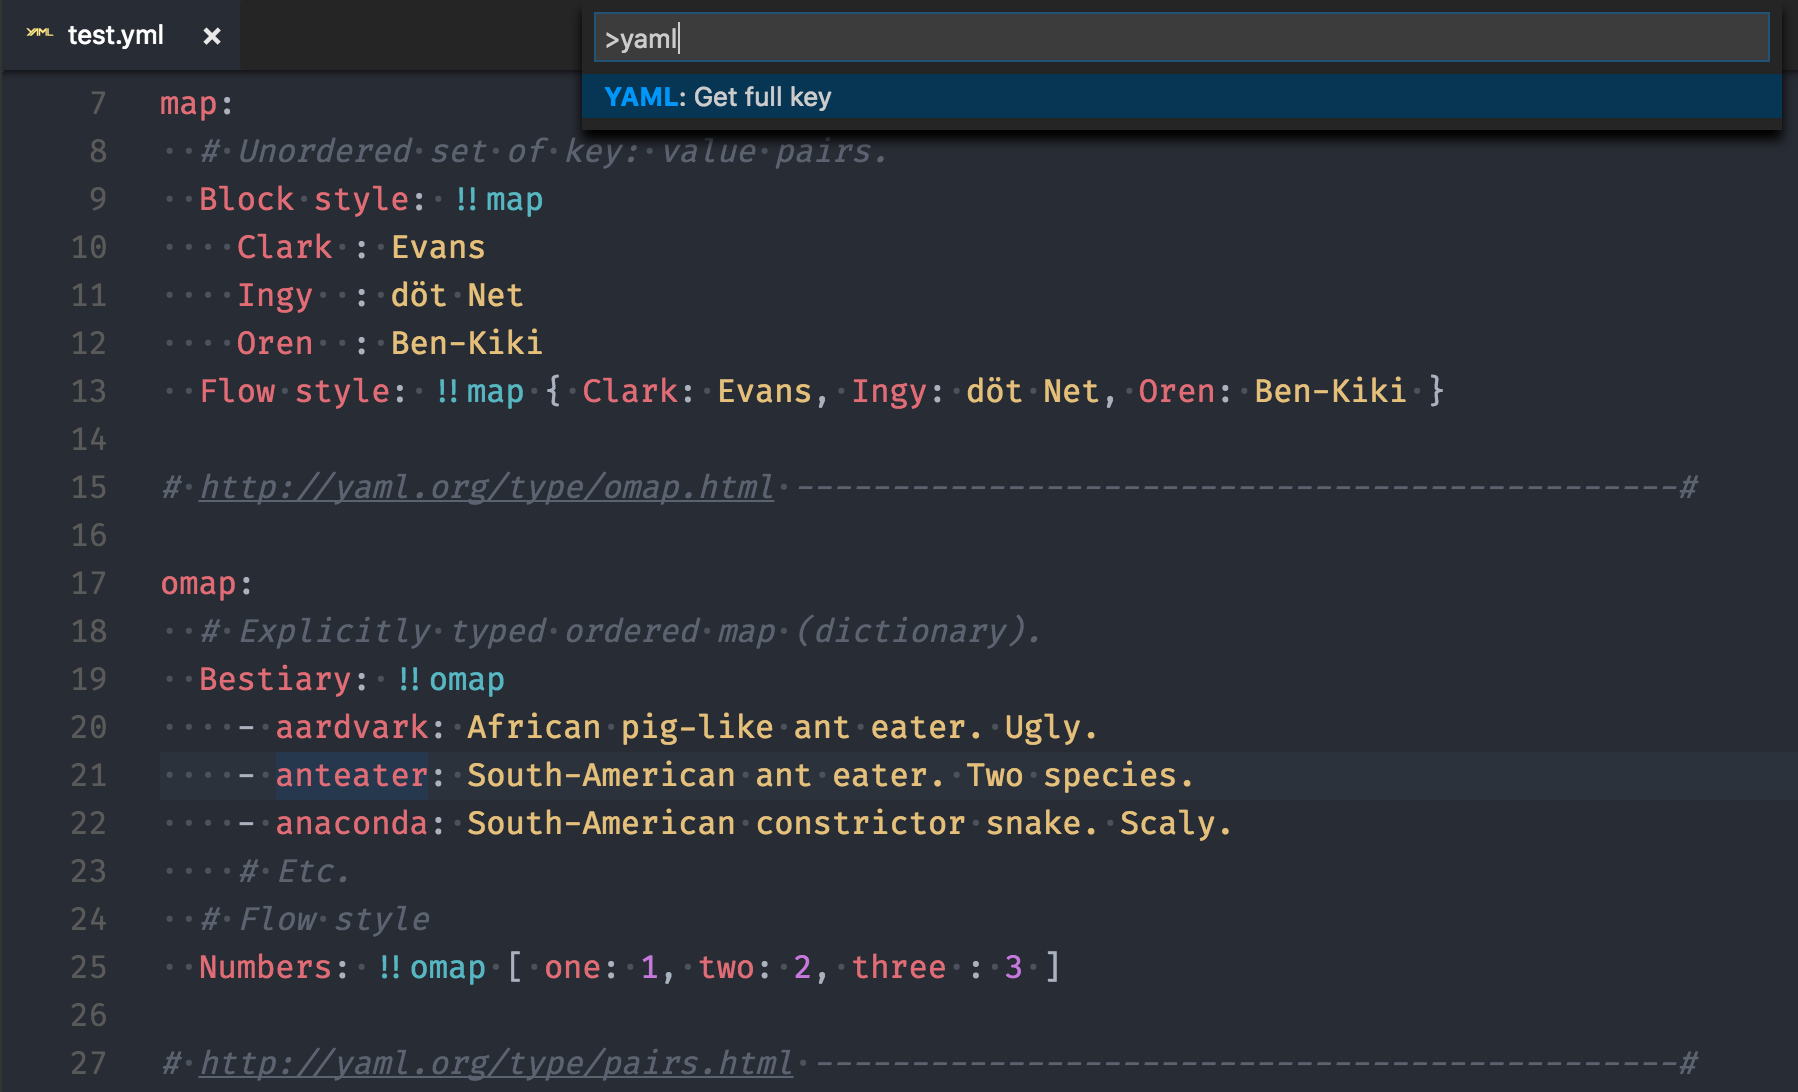 YAML test.yml ×
>yaml
YAML: Get full key
7 map:
8   # Unordered set of key: value pairs.
9   Block style: !!map
10     Clark : Evans
11     Ingy  : döt Net
12     Oren  : Ben-Kiki
13   Flow style: !!map { Clark: Evans, Ingy: döt Net, Oren: Ben-Kiki }
14
15 # http://yaml.org/type/omap.html ----------------------------------------------#
16
17 omap:
18   # Explicitly typed ordered map (dictionary).
19   Bestiary: !!omap
20     - aardvark: African pig-like ant eater. Ugly.
21     - anteater: South-American ant eater. Two species.
22     - anaconda: South-American constrictor snake. Scaly.
23     # Etc.
24   # Flow style
25   Numbers: !!omap [ one: 1, two: 2, three : 3 ]
26
27 # http://yaml.org/type/pairs.html ---------------------------------------------#